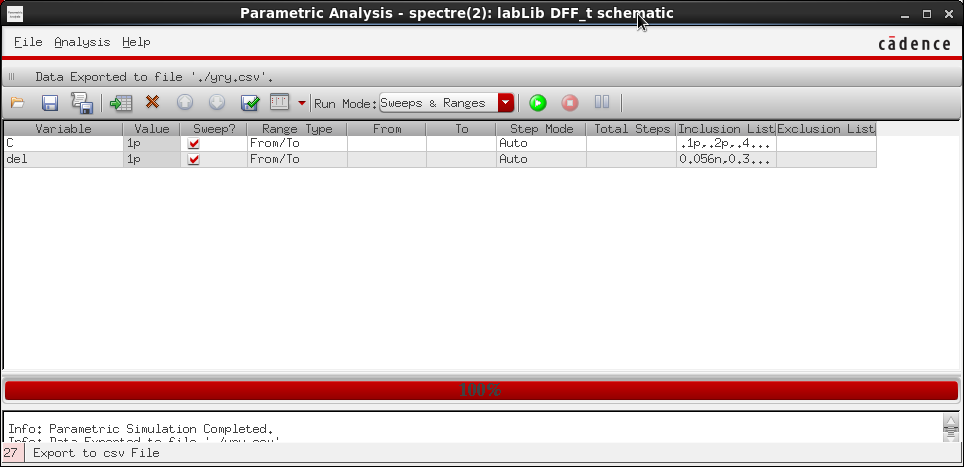 Parametric Analysis - spectre(2): labLib DFF_t schematic
File Analysis Help
cādence
Data Exported to file './yry.csv'.
Run Mode: Sweeps & Ranges
Variable Value Sweep? Range Type From To Step Mode Total Steps Inclusion List Exclusion List
C 1p From/To Auto .1p,.2p,.4...
del 1p From/To Auto 0.056n,0.3...
100%
Info: Parametric Simulation Completed.
Info: Data Exported to file './yry.csv'.
27 Export to csv File